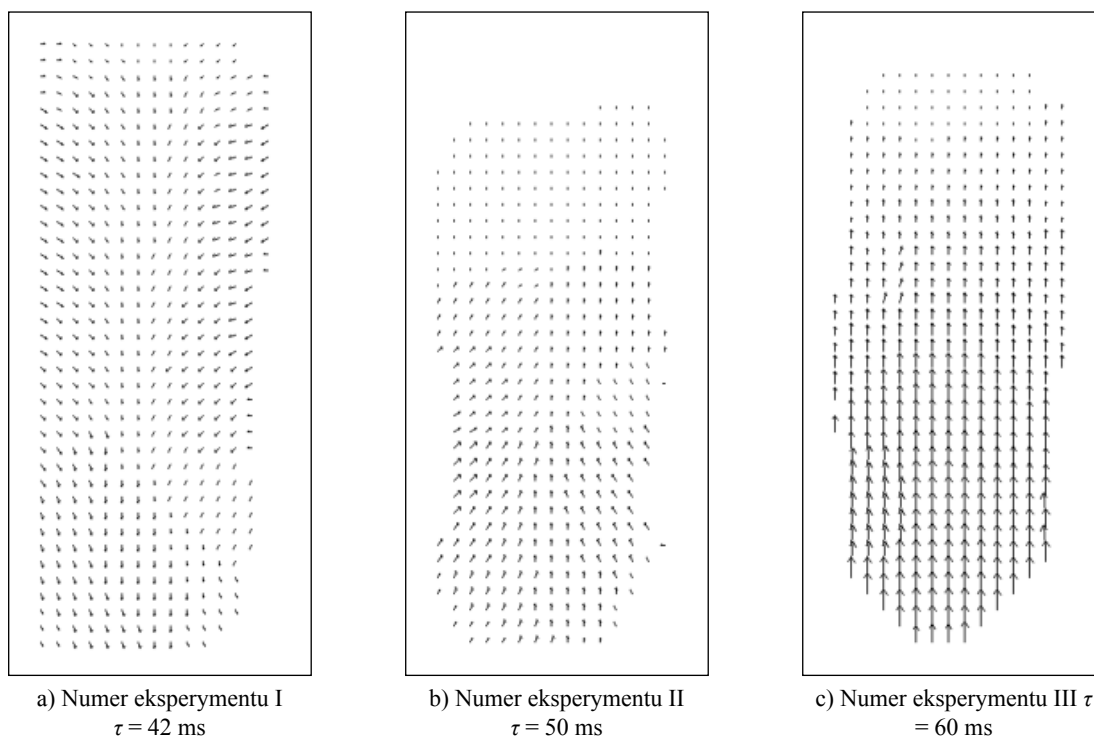 a) Numer eksperymentu I
τ = 42 ms
b) Numer eksperymentu II
τ = 50 ms
c) Numer eksperymentu III τ
= 60 ms